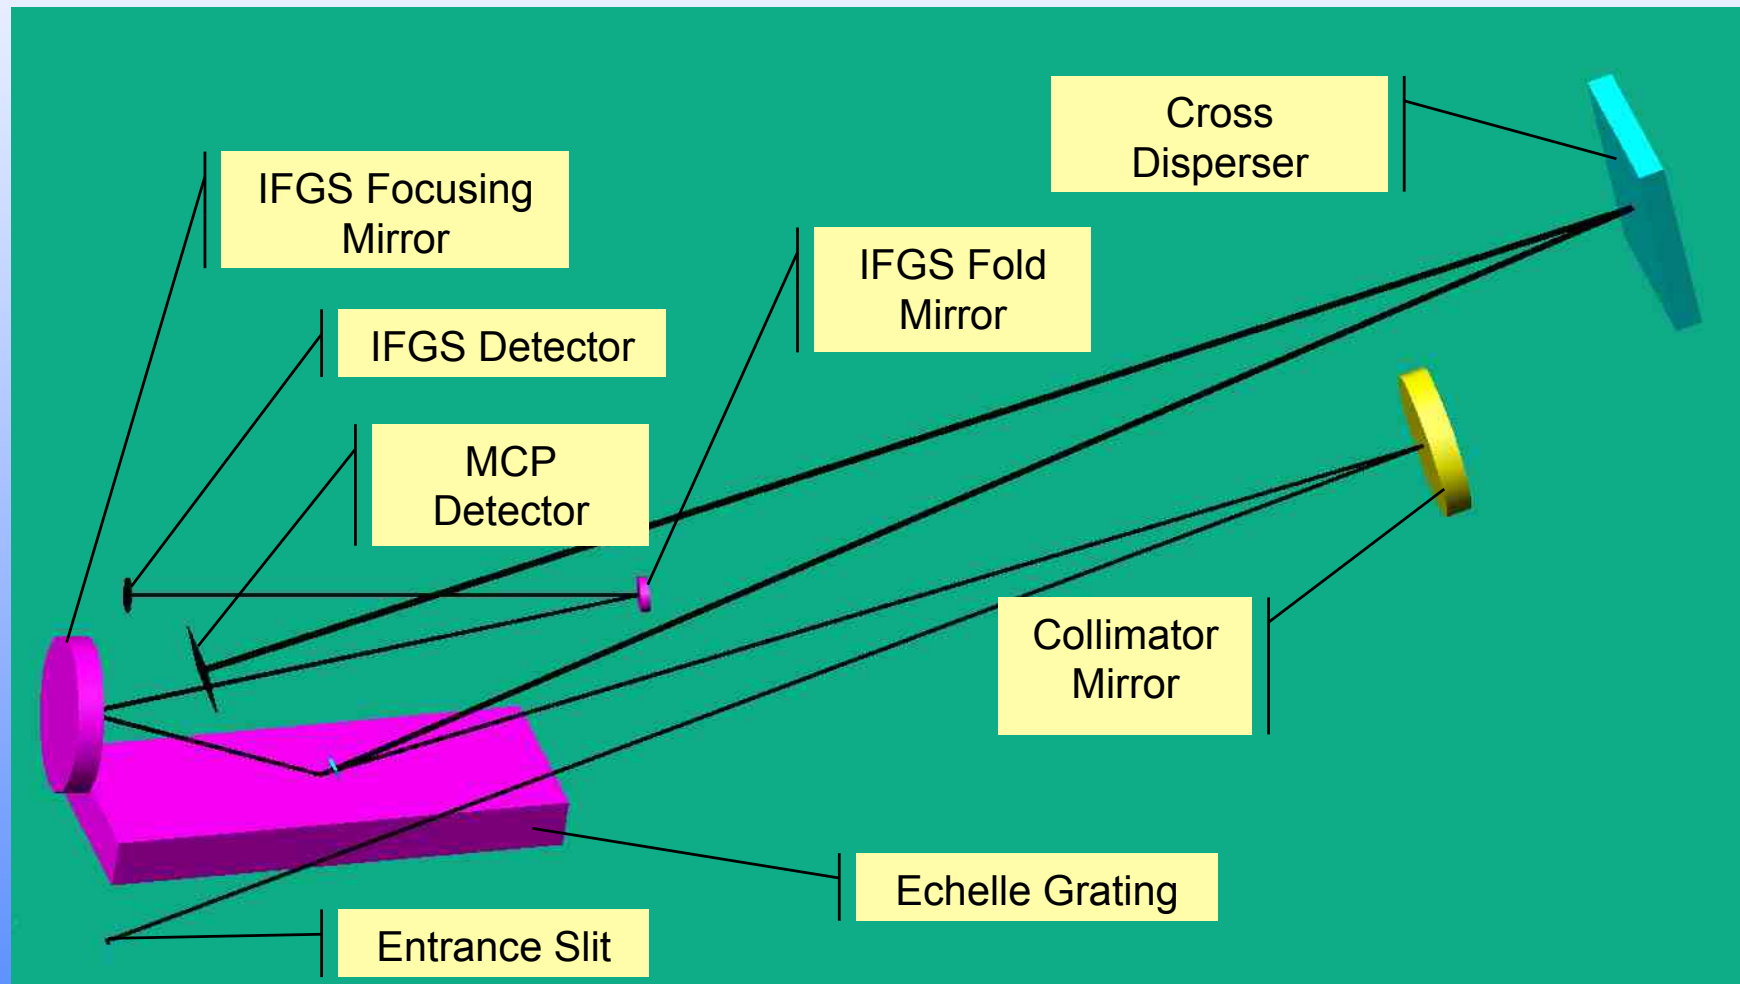 Cross
Disperser
IFGS Focusing
Mirror
IFGS Fold
Mirror
IFGS Detector
MCP
Detector
Collimator
Mirror
Echelle Grating
Entrance Slit